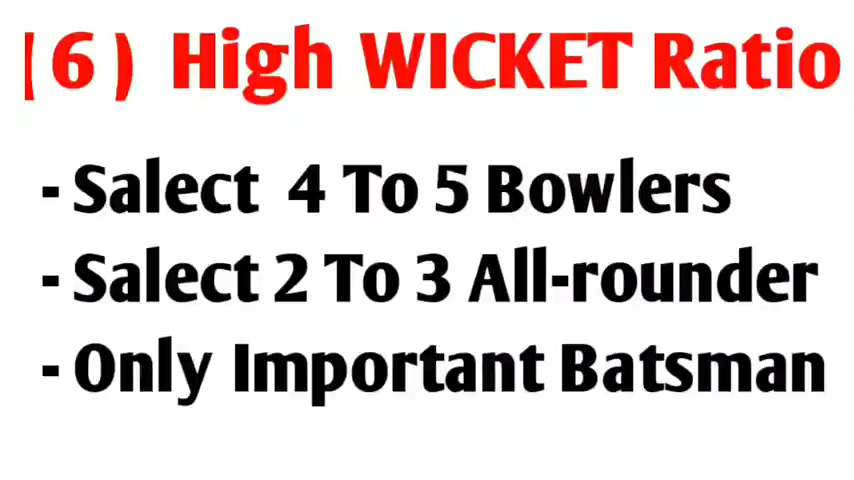 (6) High WICKET Ratio
- Salect 4 To 5 Bowlers
- Salect 2 To 3 All-rounder
- Only Important Batsman